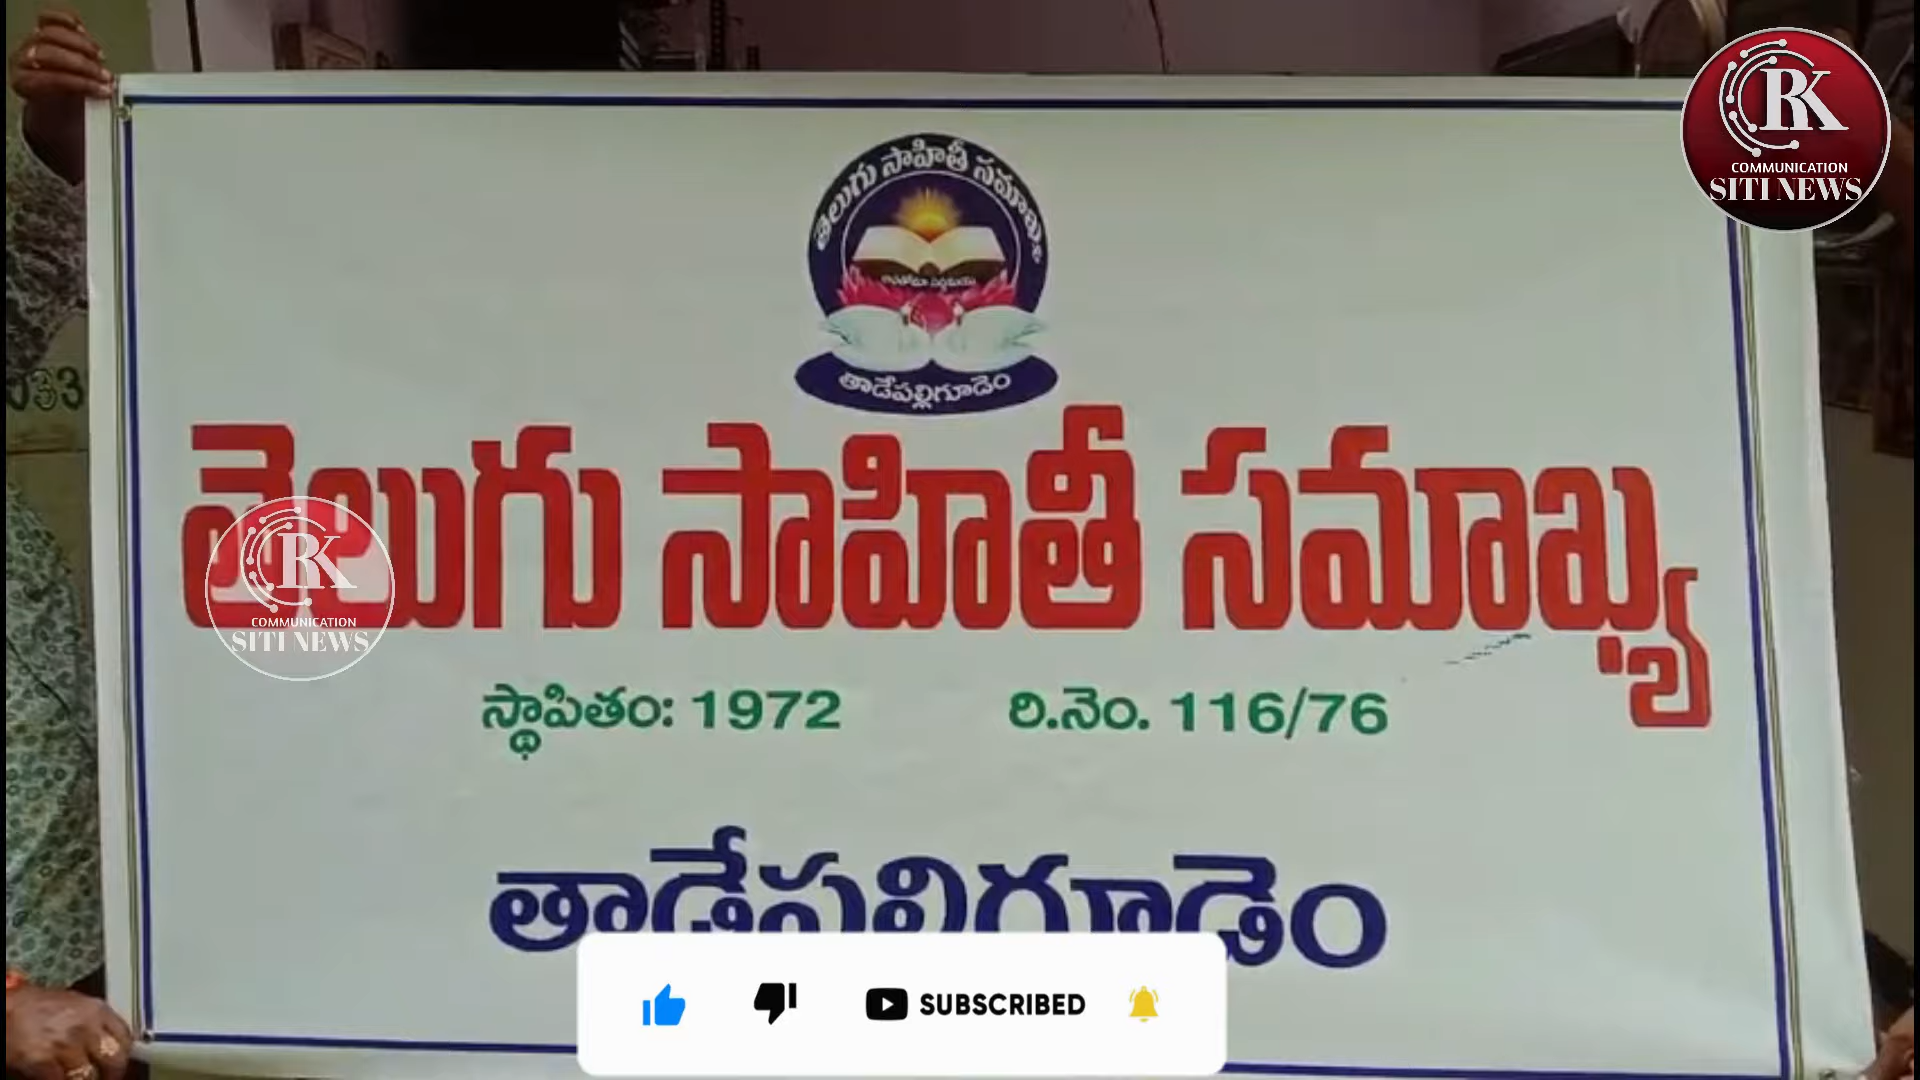 RK
COMMUNICATION
SITI NEWS
తెలుగు సాహితీ సమాఖ్య
తాడేపల్లిగూడెం
తెలుగు సాహితీ సమాఖ్య
RK
COMMUNICATION
SITI NEWS
స్థాపితం: 1972 రి.నెం. 116/76
తాడేపల్లిగూడెం
SUBSCRIBED